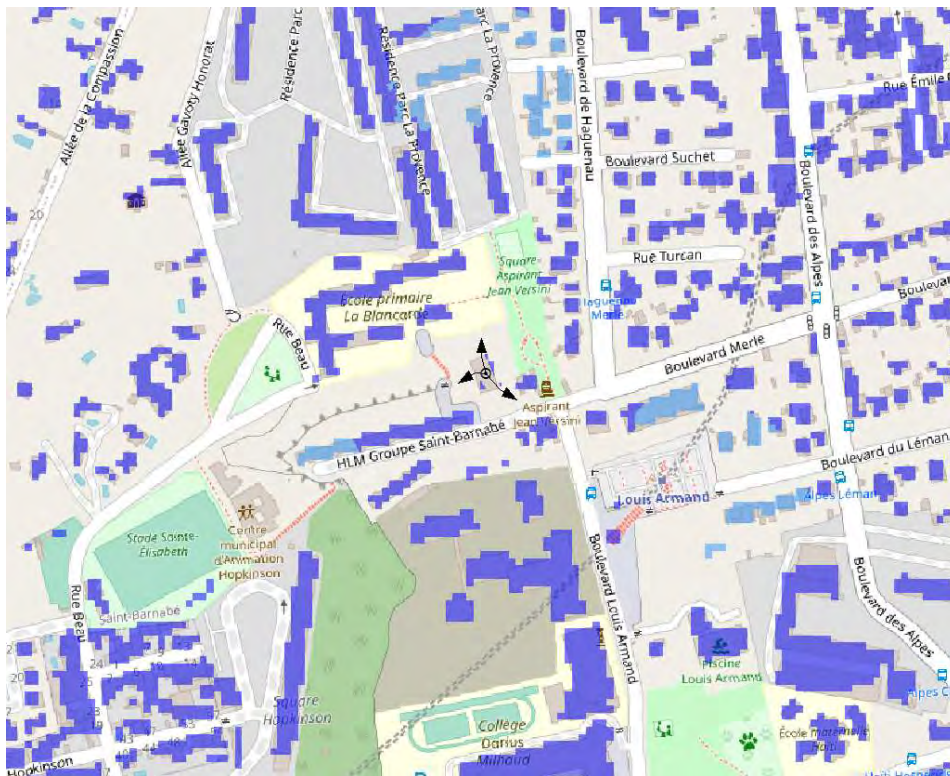 Allée de la Compassion
Allée Gavoty Honorat
Résidence Parc
Résidence Parc La Provence
Parc La Provence
Boulevard de Haguenau
Rue Émile
Boulevard Suchet
Boulevard des Alpes
20
Rue Turcan
Square
Aspirant
Jean Versini
École primaire
La Blancarde
Haguenau
Merle
Rue Beau
Boulevard
Boulevard Merle
Aspirant
Jean Versini
HLM Groupe Saint-Barnabé
Boulevard du Léman
Louis Armand
Alpes Léman
Stade Sainte-
Élisabeth
Centre
municipal
d'Animation
Hopkinson
Boulevard Louis Armand
Rue Beau
Saint-Barnabé
Boulevard des Alpes
Piscine
Louis Armand
Alpes C
Square
Hopkinson
Collège
Darius
Milhaud
École maternelle
Haïti
Hopkinson